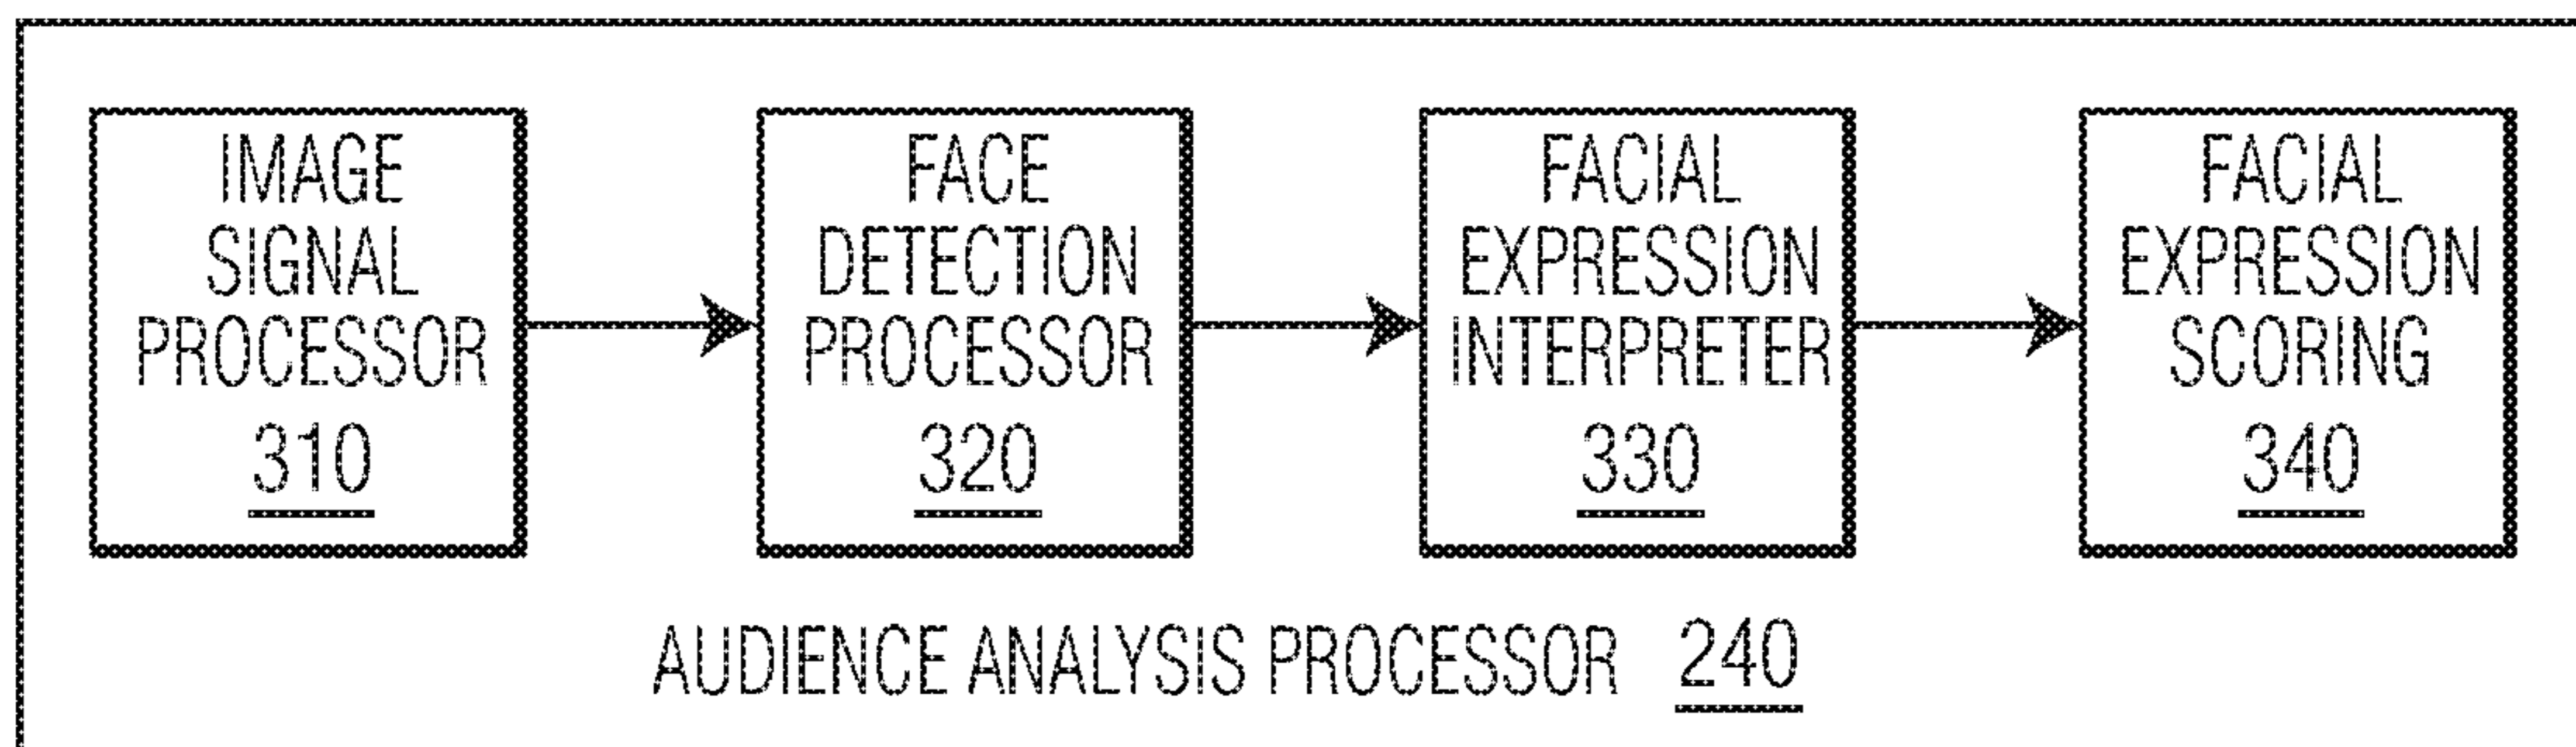 IMAGE
SIGNAL
PROCESSOR
310
FACE
DETECTION
PROCESSOR
320
FACIAL
EXPRESSION
INTERPRETER
330
FACIAL
EXPRESSION
SCORING
340
AUDIENCE ANALYSIS PROCESSOR 240